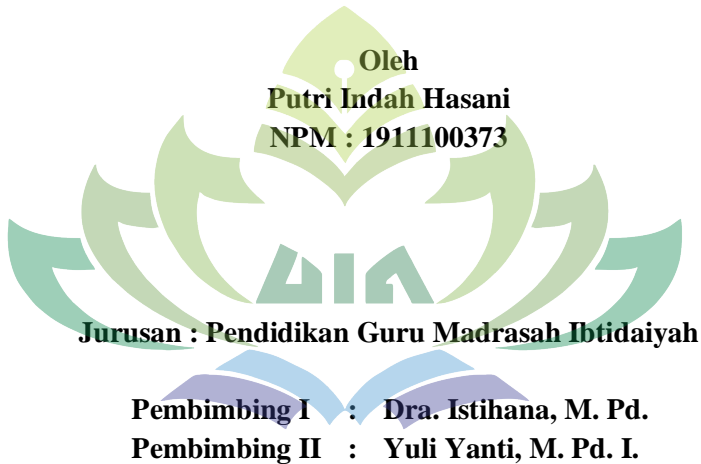 Oleh
Putri Indah Hasani
NPM : 1911100373
UIN
Jurusan : Pendidikan Guru Madrasah Ibtidaiyah
Pembimbing I : Dra. Istihana, M. Pd.
Pembimbing II : Yuli Yanti, M. Pd. I.